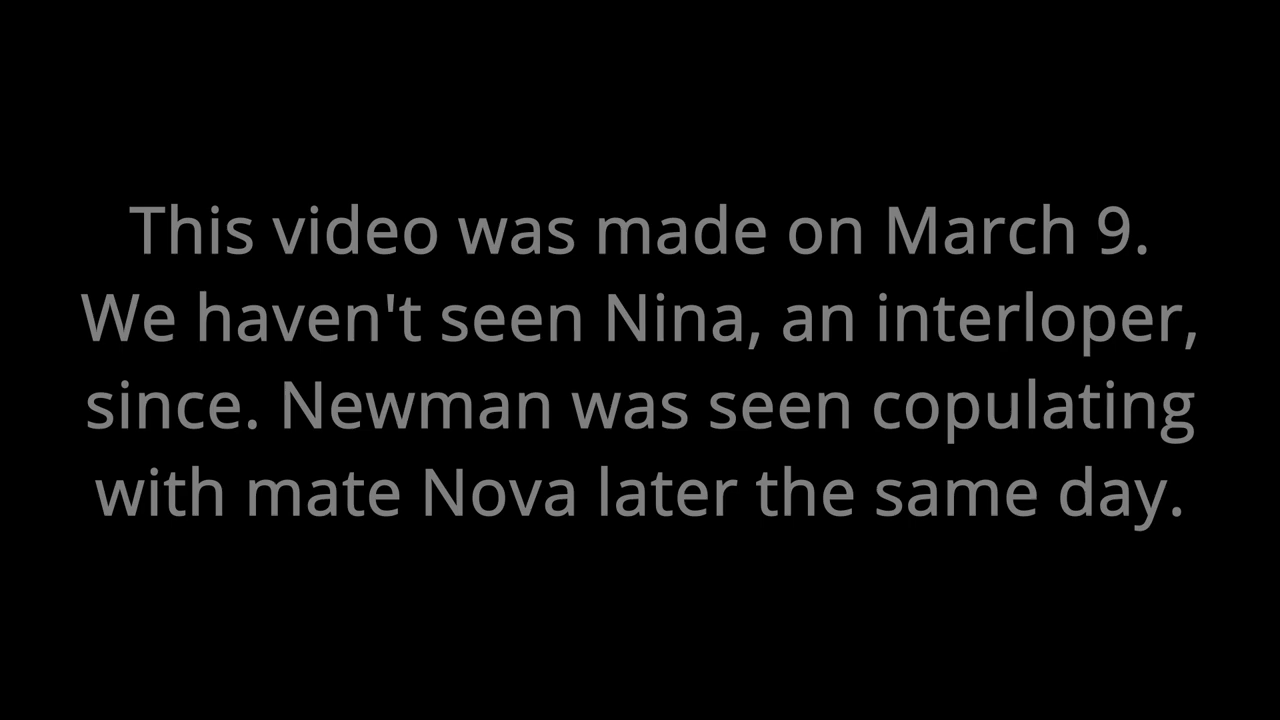 This video was made on March 9.
We haven't seen Nina, an interloper,
since. Newman was seen copulating
with mate Nova later the same day.